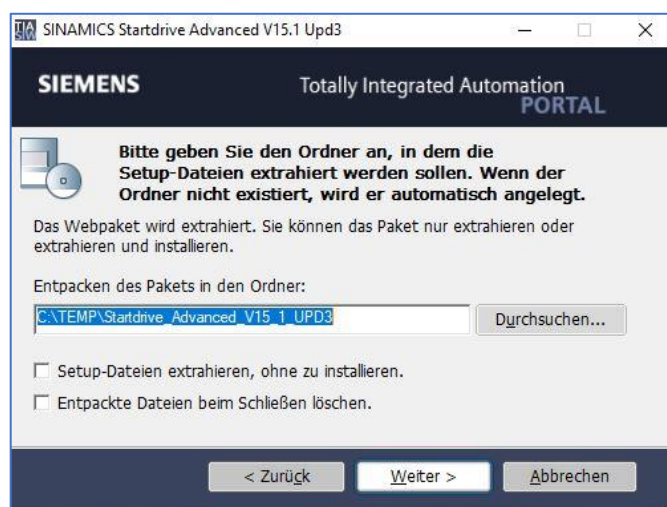 SINAMICS Startdrive Advanced V15.1 Upd3
SIEMENS
Totally Integrated Automation
PORTAL
Bitte geben Sie den Ordner an, in dem die
Setup-Dateien extrahiert werden sollen. Wenn der
Ordner nicht existiert, wird er automatisch angelegt.
Das Webpaket wird extrahiert. Sie können das Paket nur extrahieren oder
extrahieren und installieren.
Entpacken des Pakets in den Ordner:
C:\TEMP\Startdrive_Advanced_V15_1_UPD3
Durchsuchen...
Setup-Dateien extrahieren, ohne zu installieren.
Entpackte Dateien beim Schließen löschen.
< Zurück
Weiter >
Abbrechen